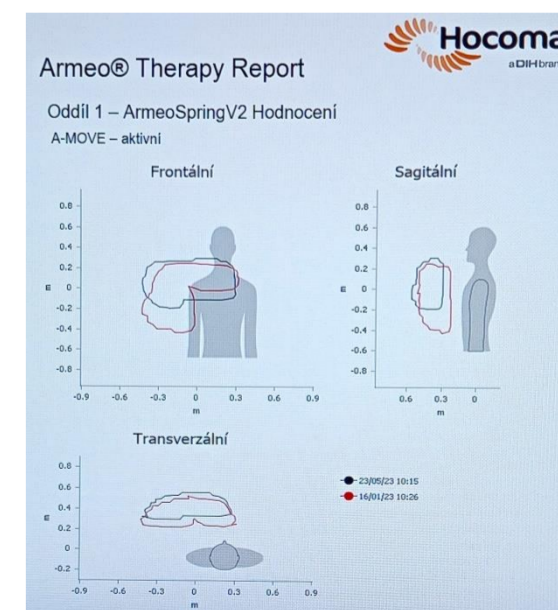 Hocoma
a DIH bran
Armeo® Therapy Report
Oddíl 1 – ArmeoSpringV2 Hodnocení
A-MOVE – aktivní
Frontální
0.8
0.6
0.4
0.2
m
0
-0.2
-0.4
-0.6
-0.8
-0.9 -0.6 -0.3 0 0.3 0.6 0.9
m
Sagitální
0.8
0.6
0.4
0.2
m
0
-0.2
-0.4
-0.6
-0.8
0.6 0.3 0
m
Transverzální
0.8
0.6
0.4
m
0.2
0
-0.2
-0.9 -0.6 -0.3 0 0.3 0.6 0.9
m
23/05/23 10:15
16/01/23 10:26